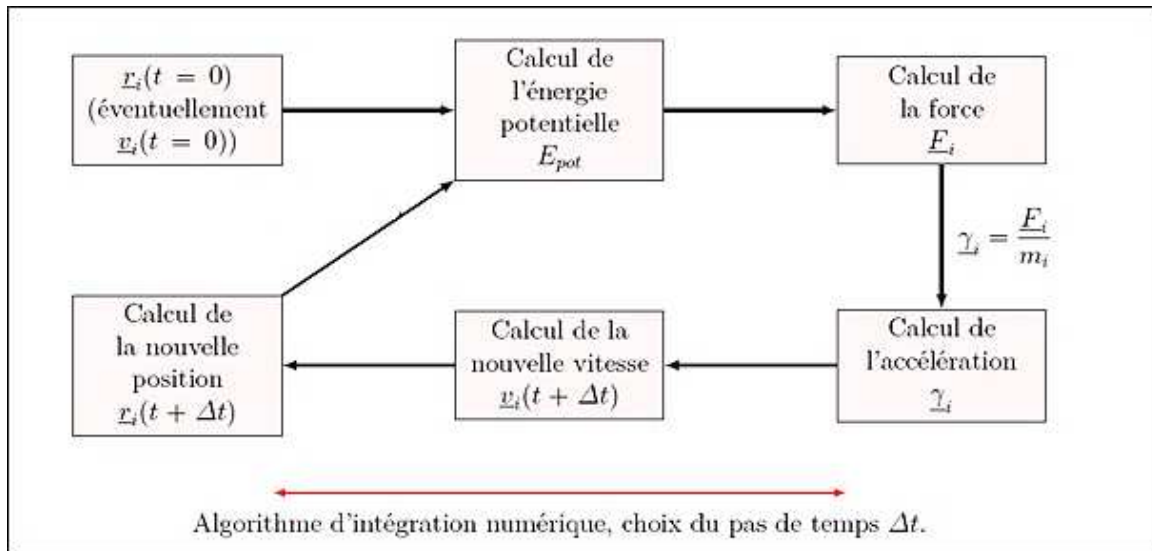 r_i(t = 0)
(éventuellement
v_i(t = 0))
Calcul de
l'énergie
potentielle
E_pot
Calcul de
la force
F_i
γ_i = F_i / m_i
Calcul de
l'accélération
γ_i
Calcul de la
nouvelle vitesse
v_i(t + Δt)
Calcul de
la nouvelle
position
r_i(t + Δt)
Algorithme d'intégration numérique, choix du pas de temps Δt.